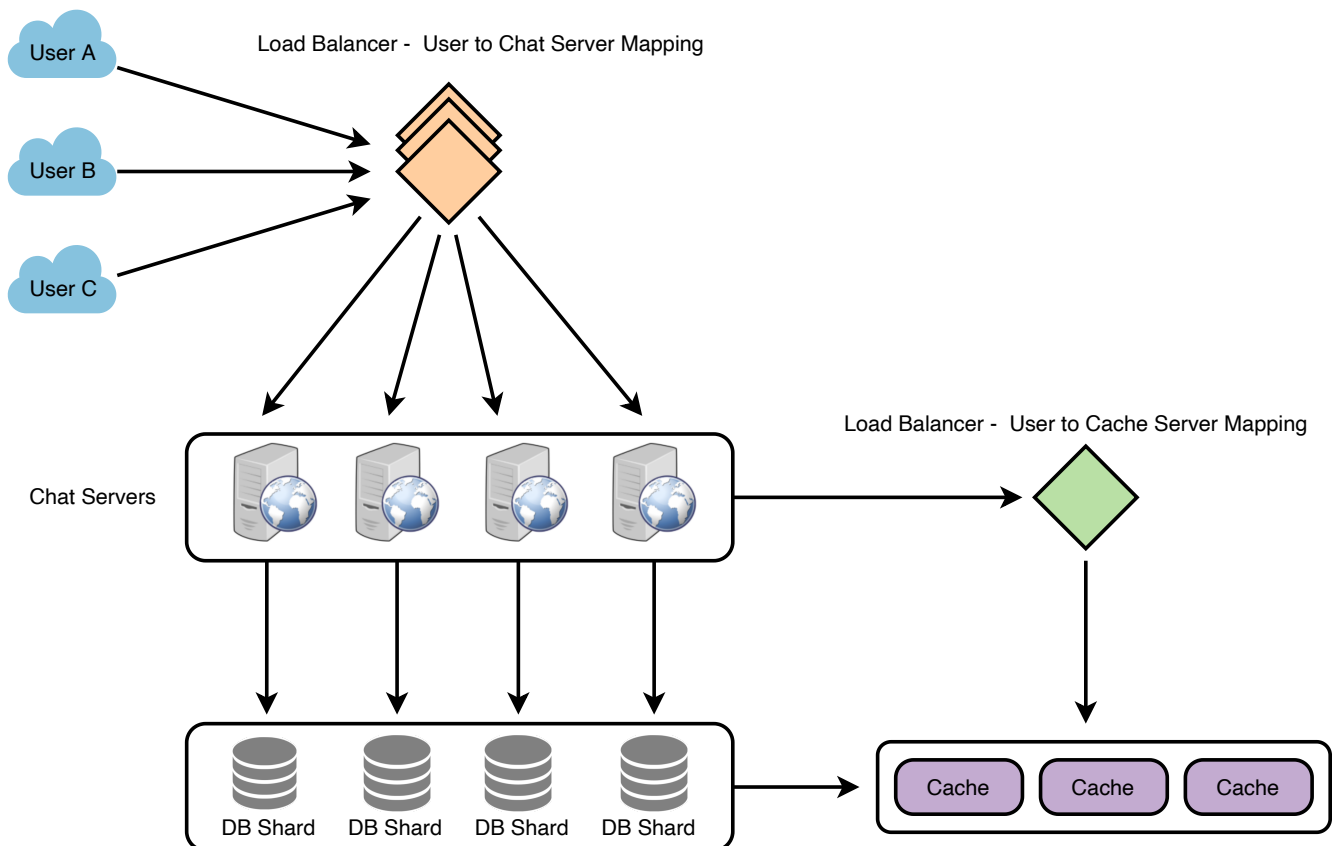 User A
Load Balancer -  User to Chat Server Mapping
User B
User C
Load Balancer -  User to Cache Server Mapping
Chat Servers
Cache
Cache
Cache
DB Shard
DB Shard
DB Shard
DB Shard